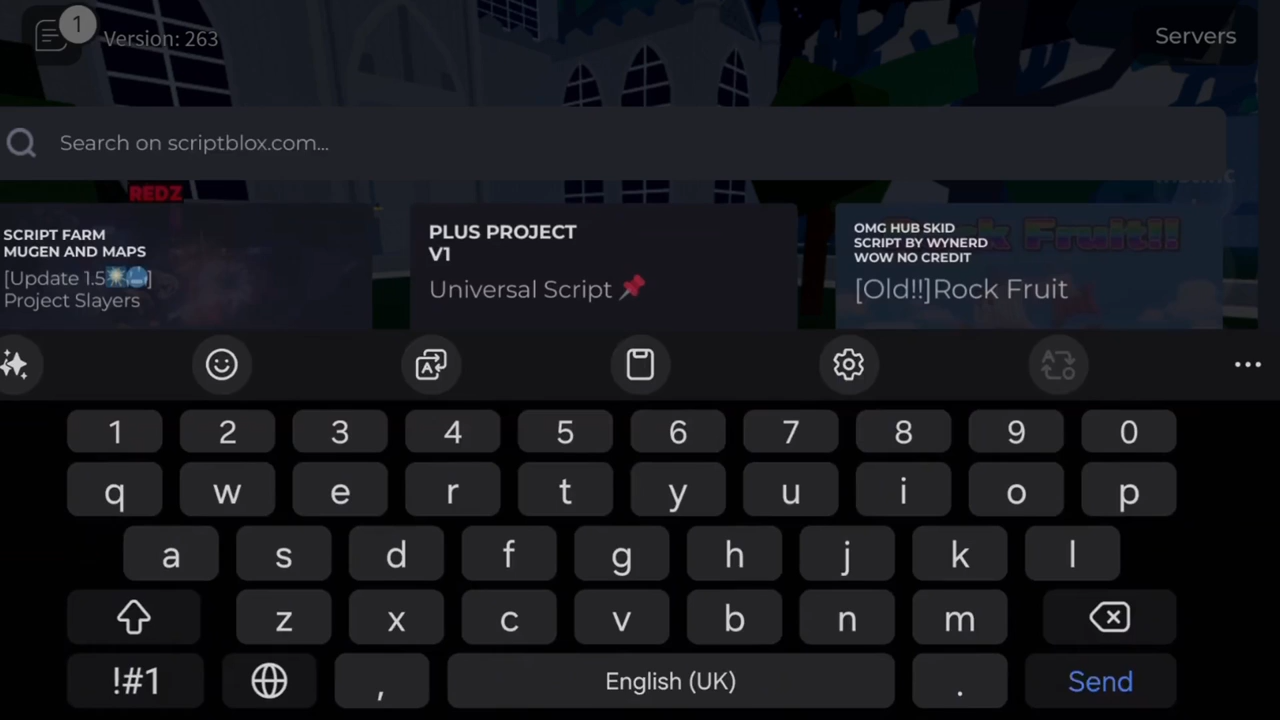 1
Version: 263
Servers
Search on scriptblox.com...
REDZ
SCRIPT FARM
MUGEN AND MAPS
[Update 1.5]
Project Slayers
PLUS PROJECT
V1
Universal Script
OMG HUB SKID
SCRIPT BY WYNERD
WOW NO CREDIT
[Old!!]Rock Fruit
1 2 3 4 5 6 7 8 9 0
q w e r t y u i o p
a s d f g h j k l
z x c v b n m
!#1 , English (UK) . Send